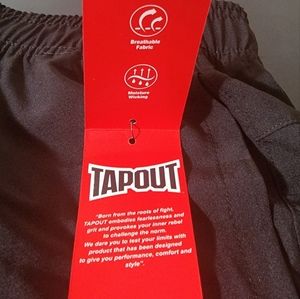 Breathable
Fabric
Moisture
Wicking
TAPOUT
"Born from the roots of fight,
TAPOUT embodies fearlessness and
grit and provokes your inner rebel
to challenge the norm.
We dare you to test your limits with
product that has been designed
to give you performance, comfort and
style".